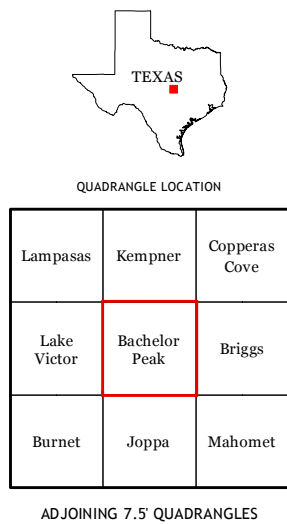 TEXAS
QUADRANGLE LOCATION
Lampasas
Kempner
Copperas
Cove
Lake
Victor
Bachelor
Peak
Briggs
Burnet
Joppa
Mahomet
ADJOINING 7.5' QUADRANGLES